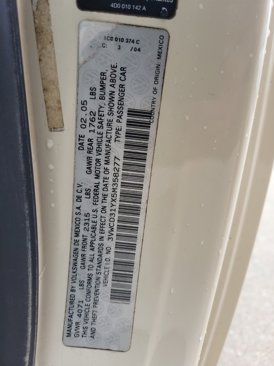 4D0 010 142 A
1C0 010 374 C
C: 3 /04
MANUFACTURED BY VOLKSWAGEN DE MEXICO S.A. DE C.V. DATE 02.05
GVWR 4071 LBS GAWR FRONT 2315 LBS GAWR REAR 1762 LBS
THIS VEHICLE CONFORMS TO ALL APPLICABLE U.S. FEDERAL MOTOR VEHICLE SAFETY, BUMPER,
AND THEFT PREVENTION STANDARDS IN EFFECT ON THE DATE OF MANUFACTURE SHOWN ABOVE.
VEHICLE I.D. NO. 3VWCD31YX5M358277 TYPE: PASSENGER CAR
COUNTRY OF ORIGIN: MEXICO